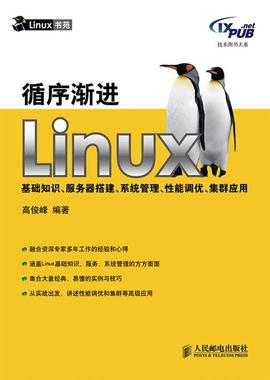 Linux 书苑
IXPUB.net
技术图书大系
循序渐进
Linux
基础知识、服务器搭建、系统管理、性能调优、集群应用
高俊峰 编著
融合资深专家多年工作的经验和心得
涵盖Linux基础知识、服务、系统管理的方方面面
集合大量经典、易懂的实例与技巧
从实战出发,讲述性能调优和集群等高级应用
人民邮电出版社
POSTS & TELECOM PRESS